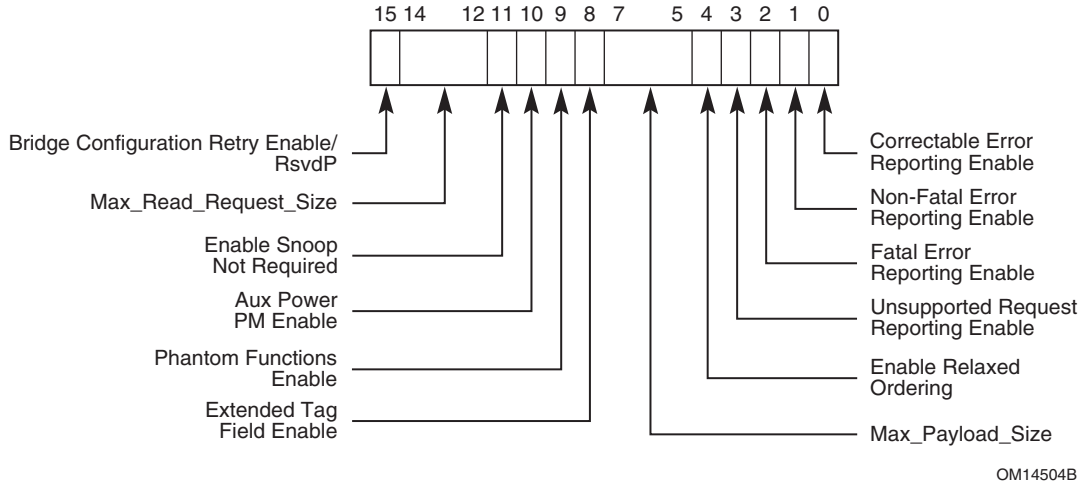 15 14 12 11 10 9 8 7 5 4 3 2 1 0
Bridge Configuration Retry Enable/
RsvdP
Max_Read_Request_Size
Enable Snoop
Not Required
Aux Power
PM Enable
Phantom Functions
Enable
Extended Tag
Field Enable
Correctable Error
Reporting Enable
Non-Fatal Error
Reporting Enable
Fatal Error
Reporting Enable
Unsupported Request
Reporting Enable
Enable Relaxed
Ordering
Max_Payload_Size
OM14504B